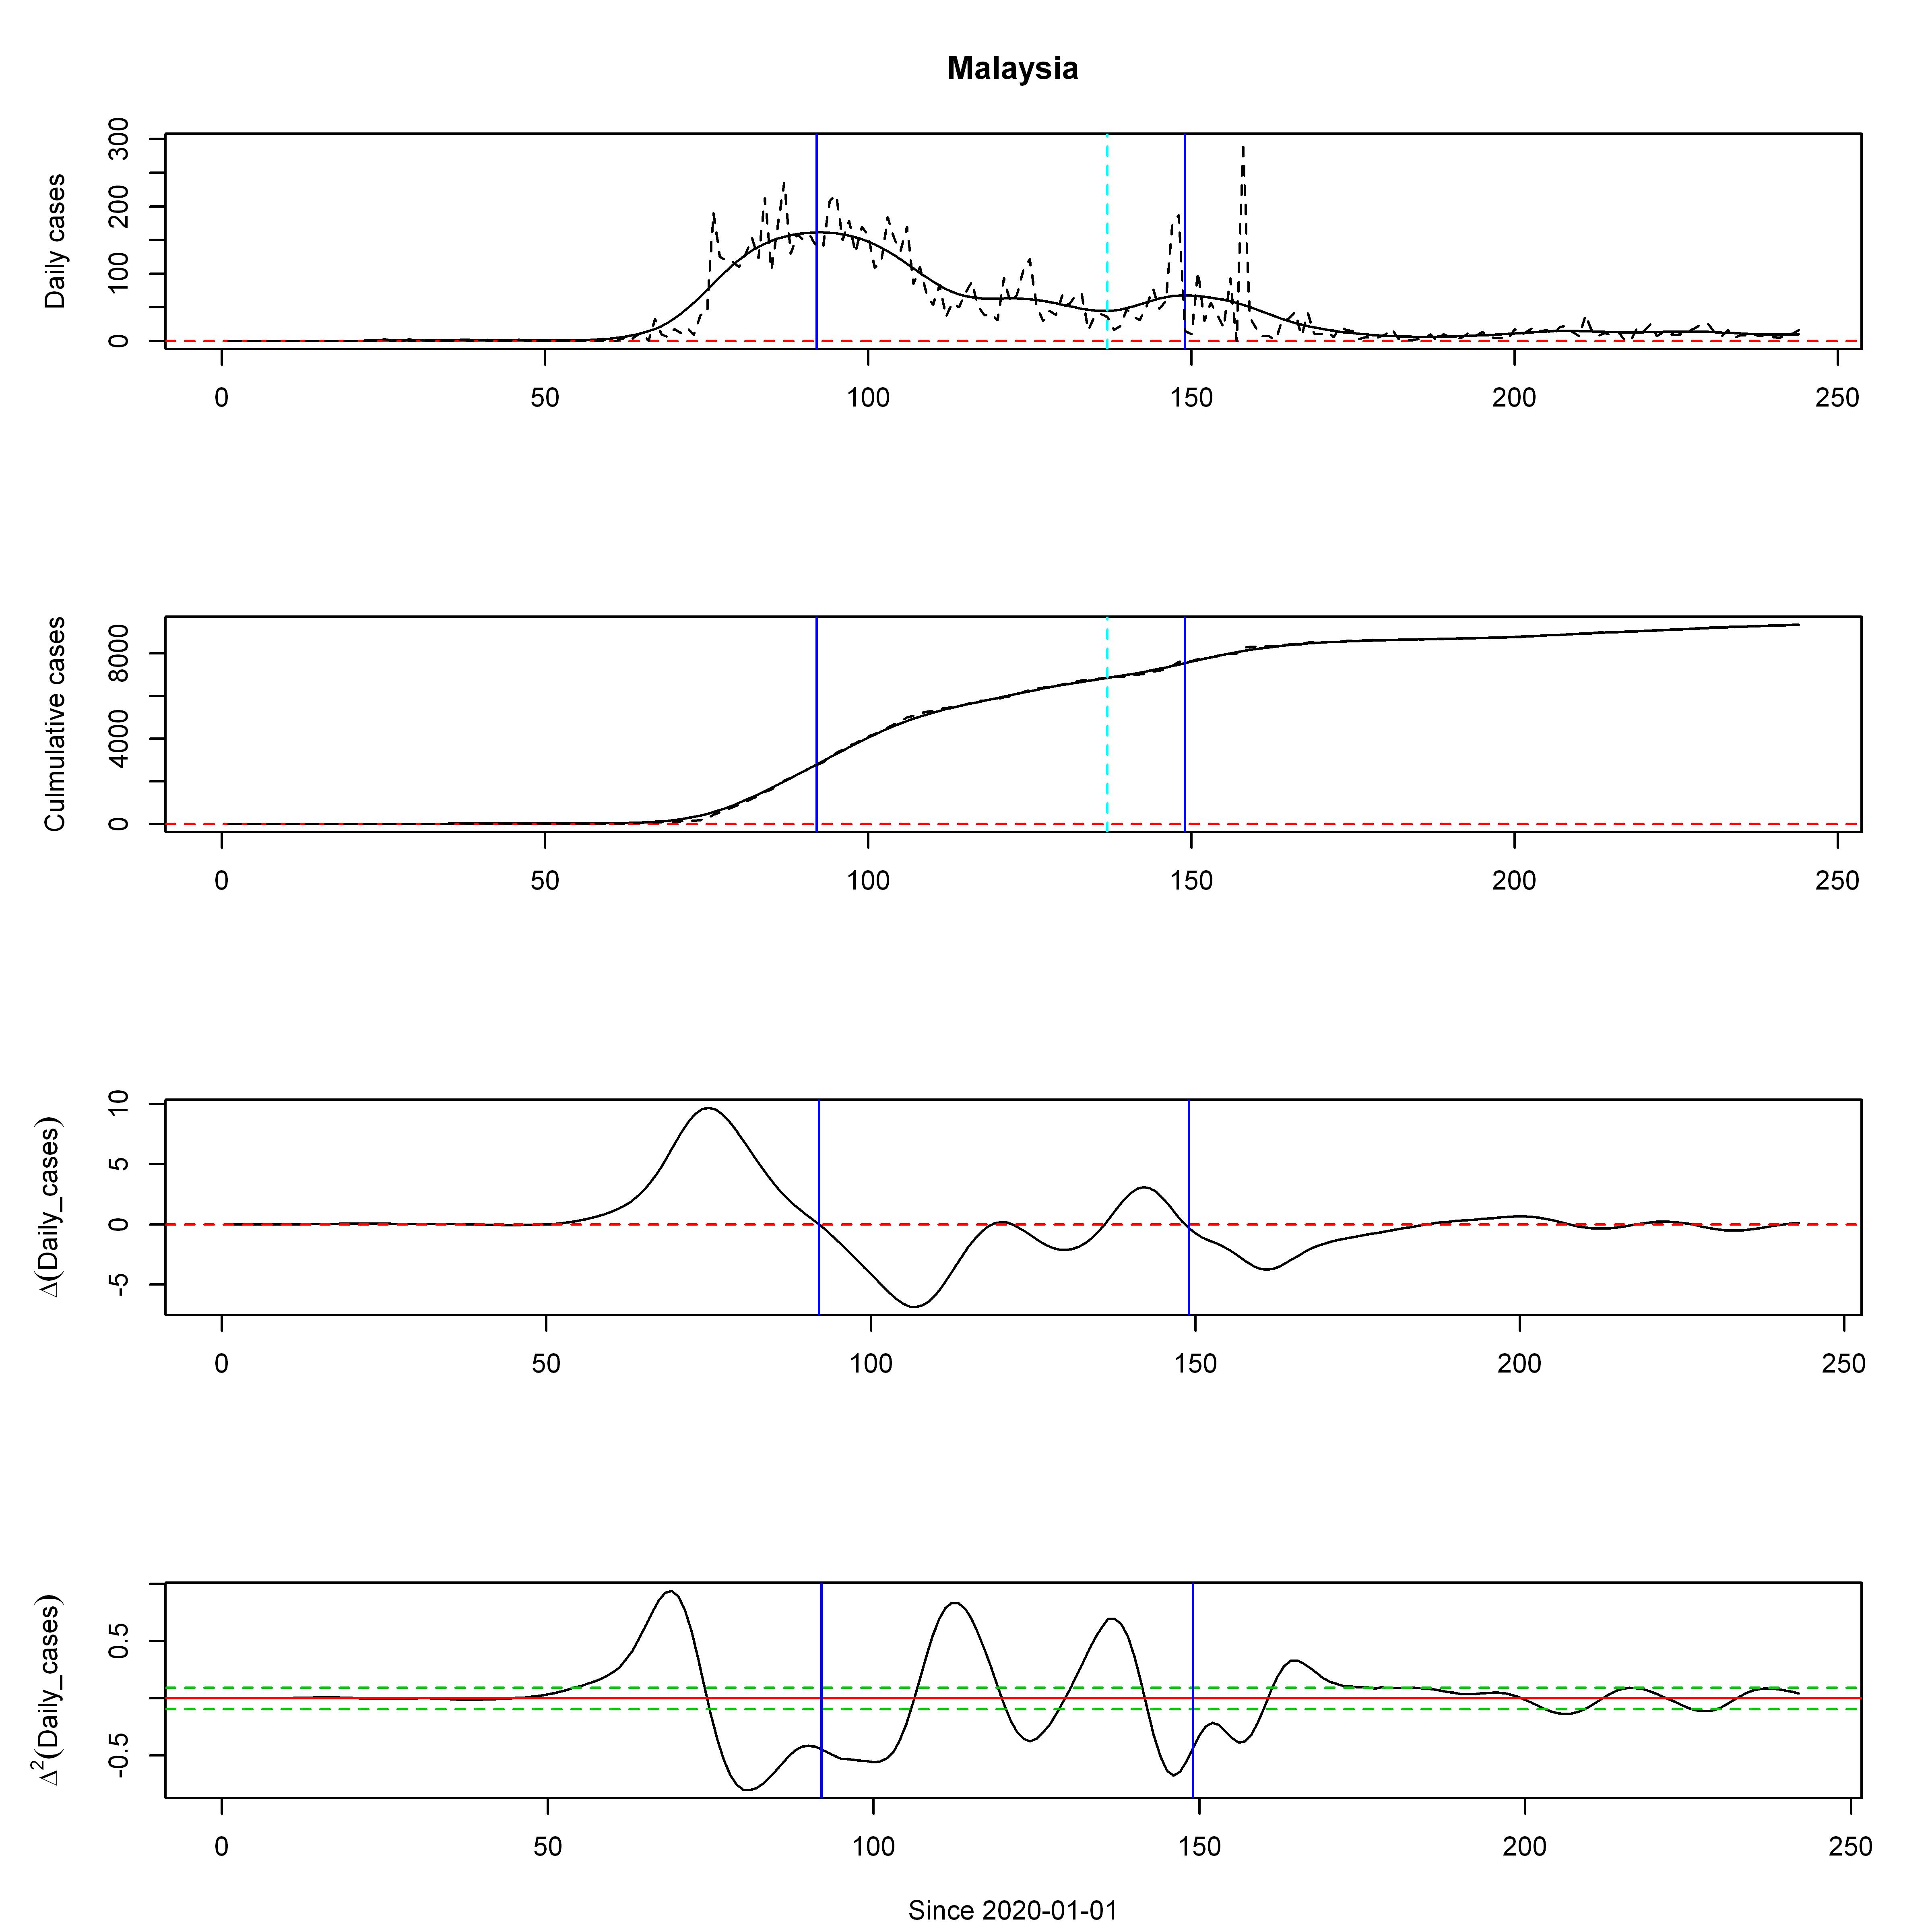 Malaysia
Daily cases
0 100 200 300
0 50 100 150 200 250
Culmulative cases
0 4000 8000
0 50 100 150 200 250
Δ(Daily_cases)
-5 0 5 10
0 50 100 150 200 250
Δ²(Daily_cases)
-0.5 0.5
0 50 100 150 200 250
Since 2020-01-01